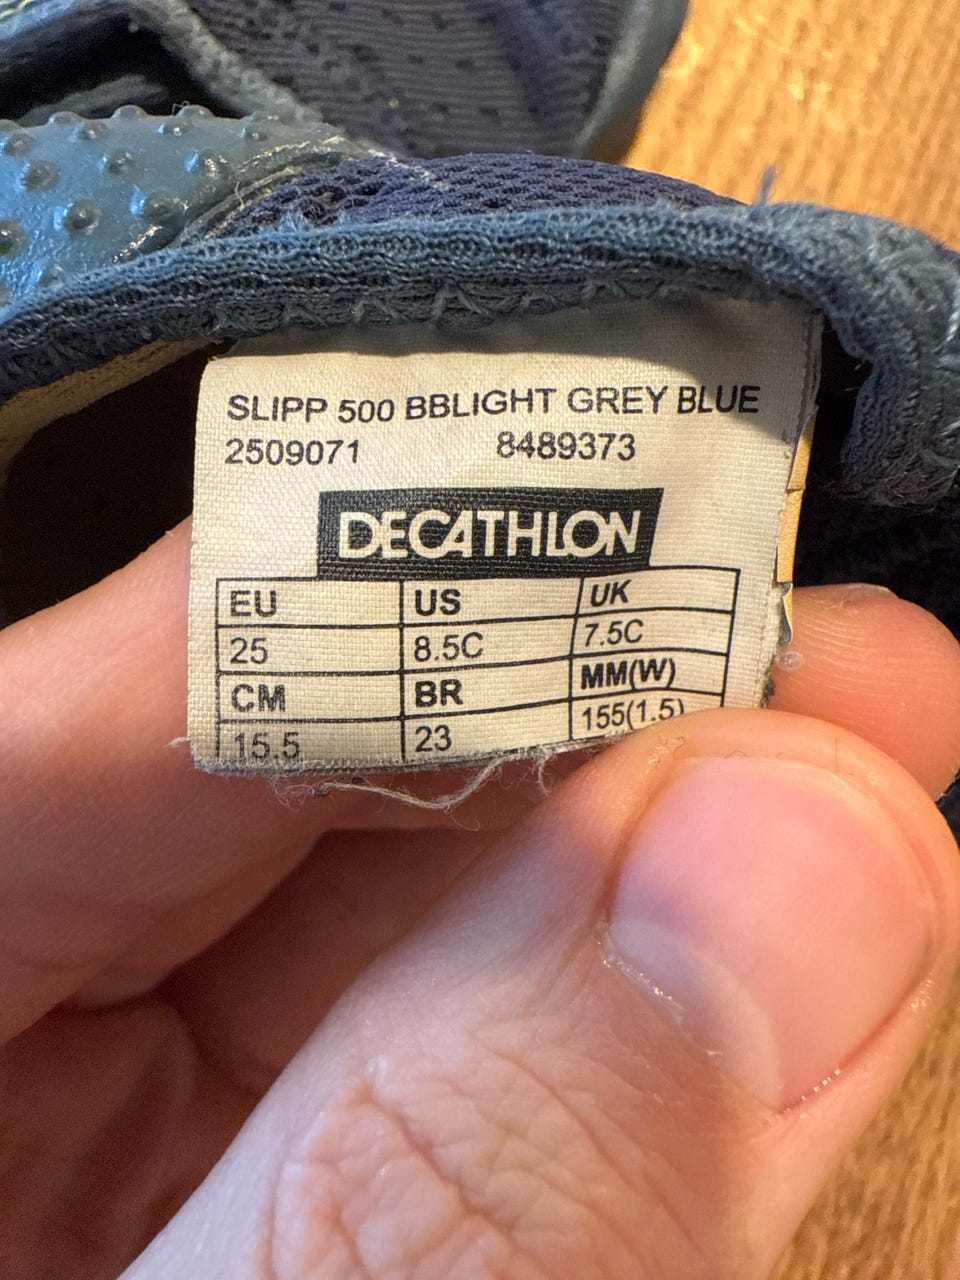 SLIPP 500 BBLIGHT GREY BLUE
2509071 8489373
DECATHLON
EU US UK
25 8.5C 7.5C
CM BR MM(W)
15.5 23 155(1.5)